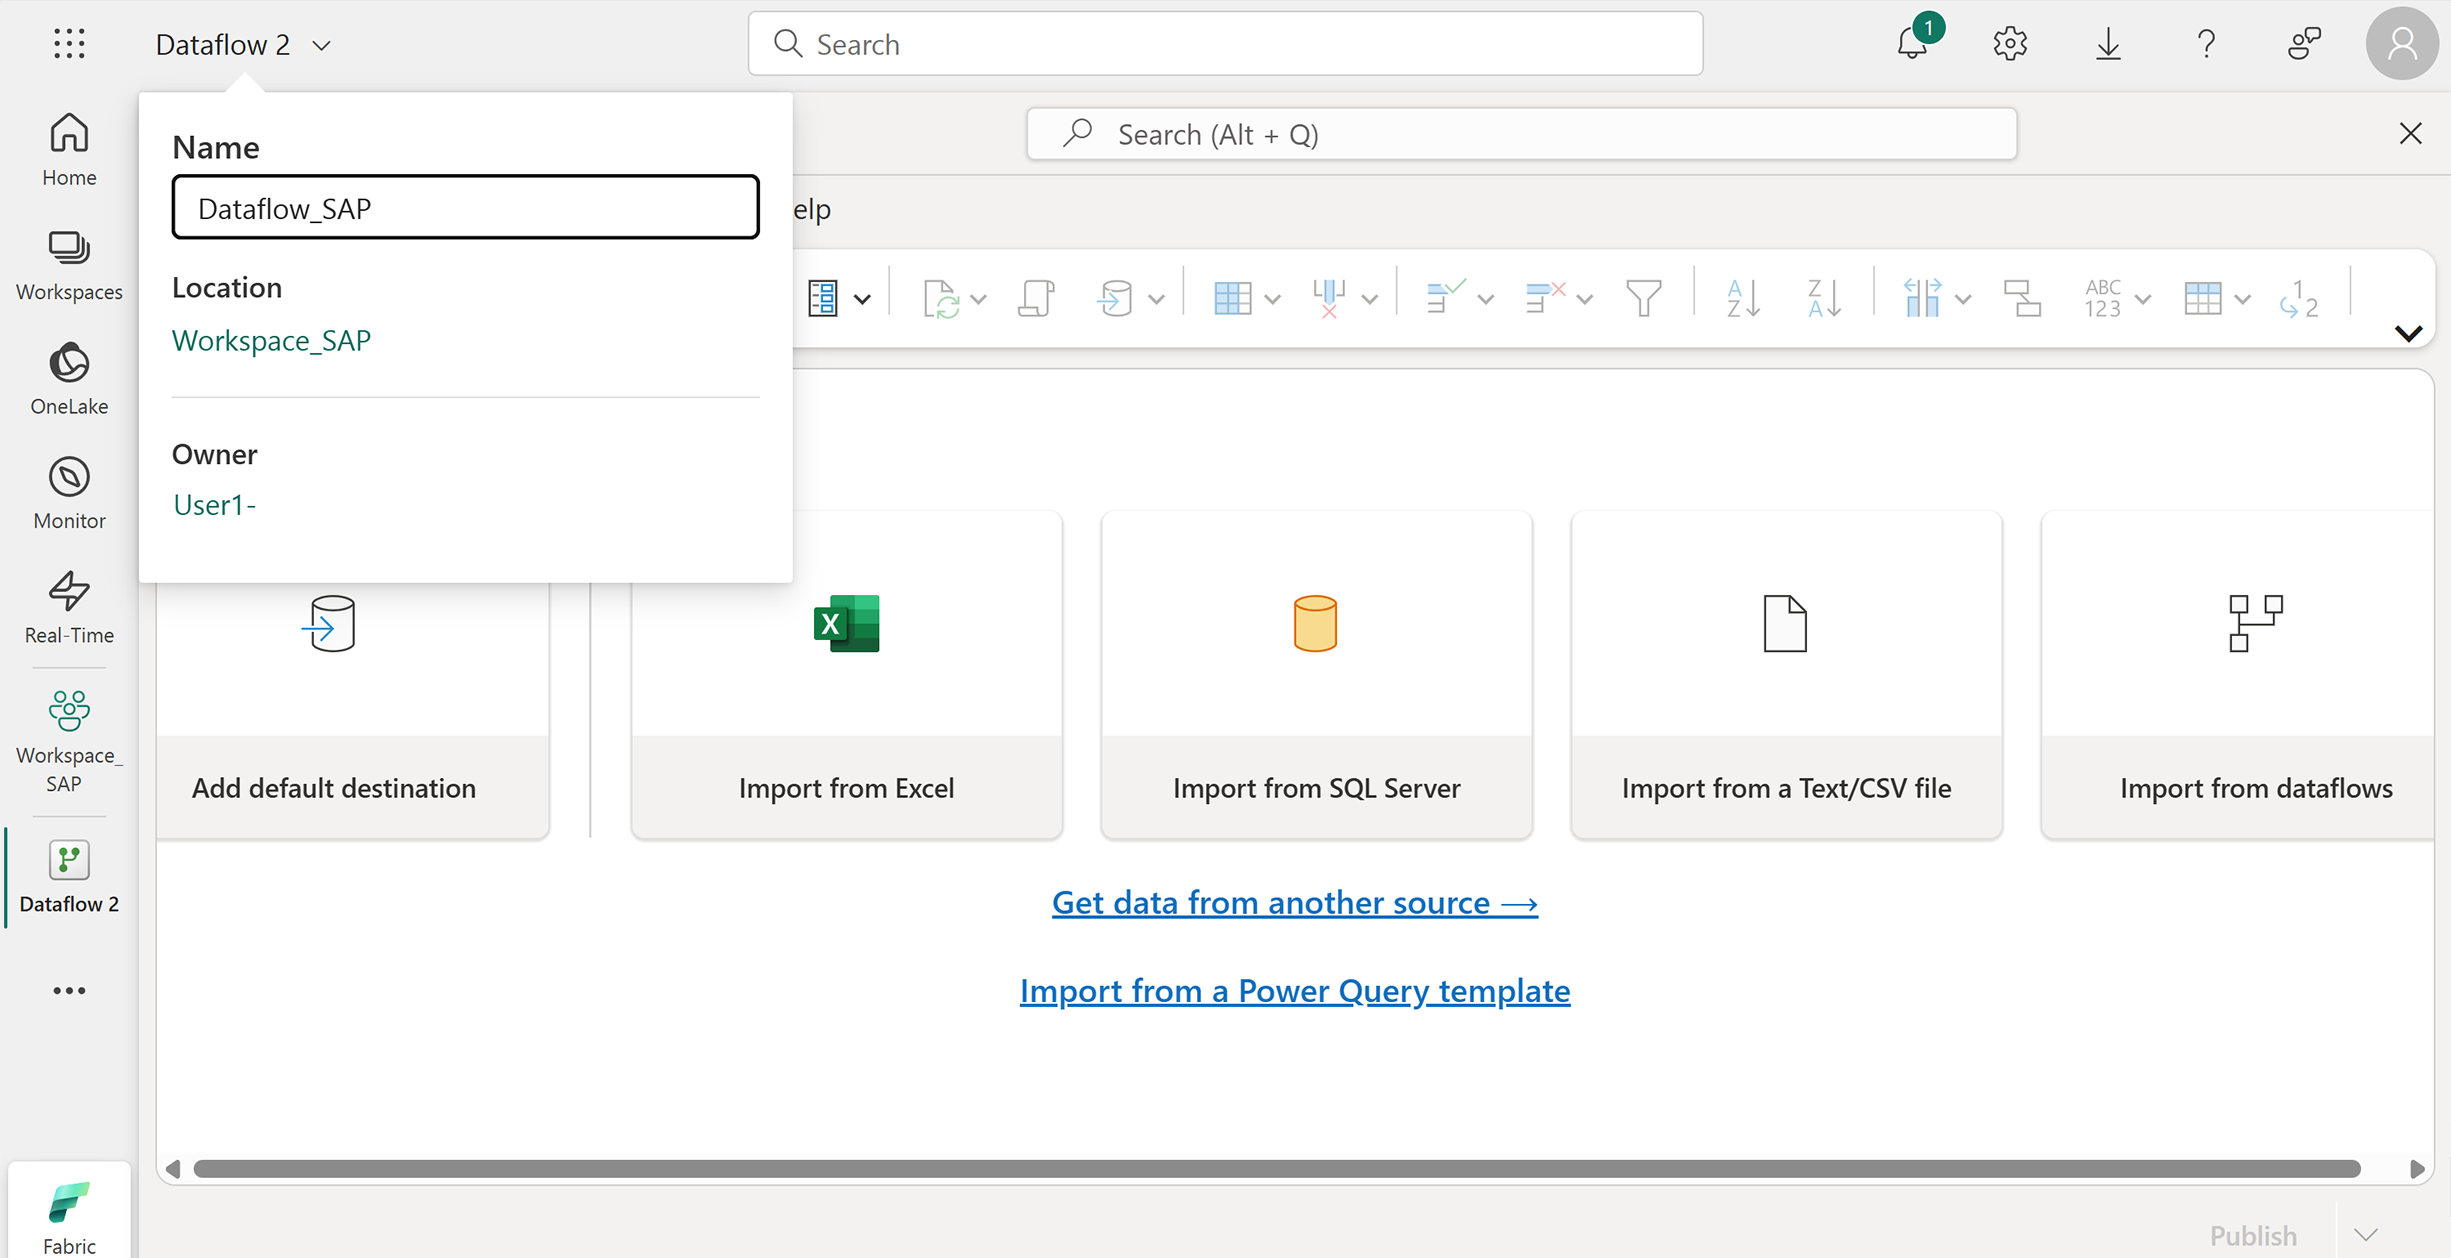 Dataflow 2
Search
1
Home
Workspaces
OneLake
Monitor
Real-Time
Workspace_
SAP
Dataflow 2
Fabric
Name
Dataflow_SAP
Location
Workspace_SAP
Owner
User1-
Search (Alt + Q)
elp
A
Z
Z
A
ABC
123
1
2
Add default destination
X
Import from Excel
Import from SQL Server
Import from a Text/CSV file
Import from dataflows
Get data from another source →
Import from a Power Query template
Publish